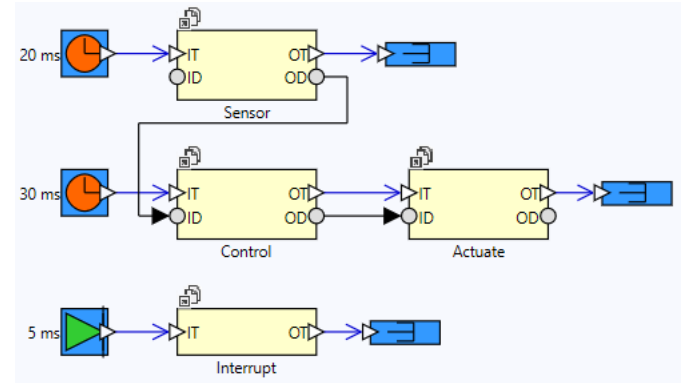 20 ms IT OT
ID OD
Sensor
30 ms IT OT IT OT
ID OD ID OD
Control Actuate
5 ms IT OT
Interrupt